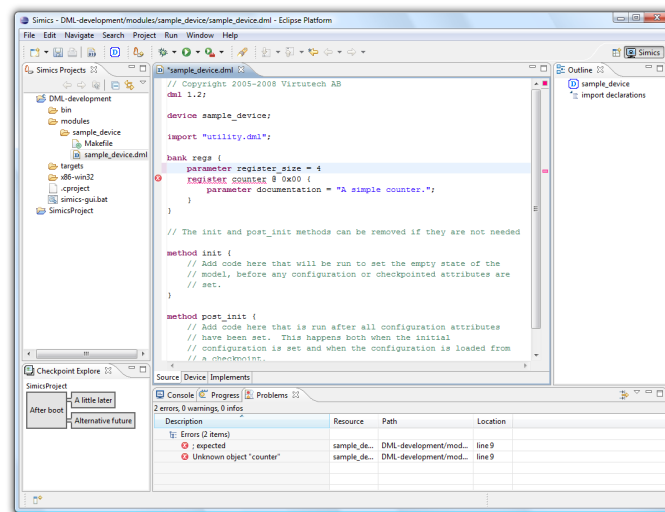 Simics - DML-development/modules/sample_device/sample_device.dml - Eclipse Platform
File Edit Navigate Search Project Run Window Help
Simics
Simics Projects
DML-development
bin
modules
sample_device
Makefile
sample_device.dml
targets
x86-win32
.cproject
simics-gui.bat
SimicsProject
*sample_device.dml
// Copyright 2005-2008 Virtutech AB
dml 1.2;
device sample_device;
import "utility.dml";
bank regs {
parameter register_size = 4
register counter @ 0x00 {
parameter documentation = "A simple counter.";
}
}
// The init and post_init methods can be removed if they are not needed
method init {
// Add code here that will be run to set the empty state of the
// model, before any configuration or checkpointed attributes are
// set.
}
method post_init {
// Add code here that is run after all configuration attributes
// have been set. This happens both when the initial
// configuration is set and when the configuration is loaded from
// a checkpoint.
Source Device Implements
Outline
sample_device
import declarations
Checkpoint Explore
SimicsProject
After boot
A little later
Alternative future
Console Progress Problems
2 errors, 0 warnings, 0 infos
Description Resource Path Location
Errors (2 items)
; expected sample_de... DML-development/mod... line 9
Unknown object "counter" sample_de... DML-development/mod... line 9